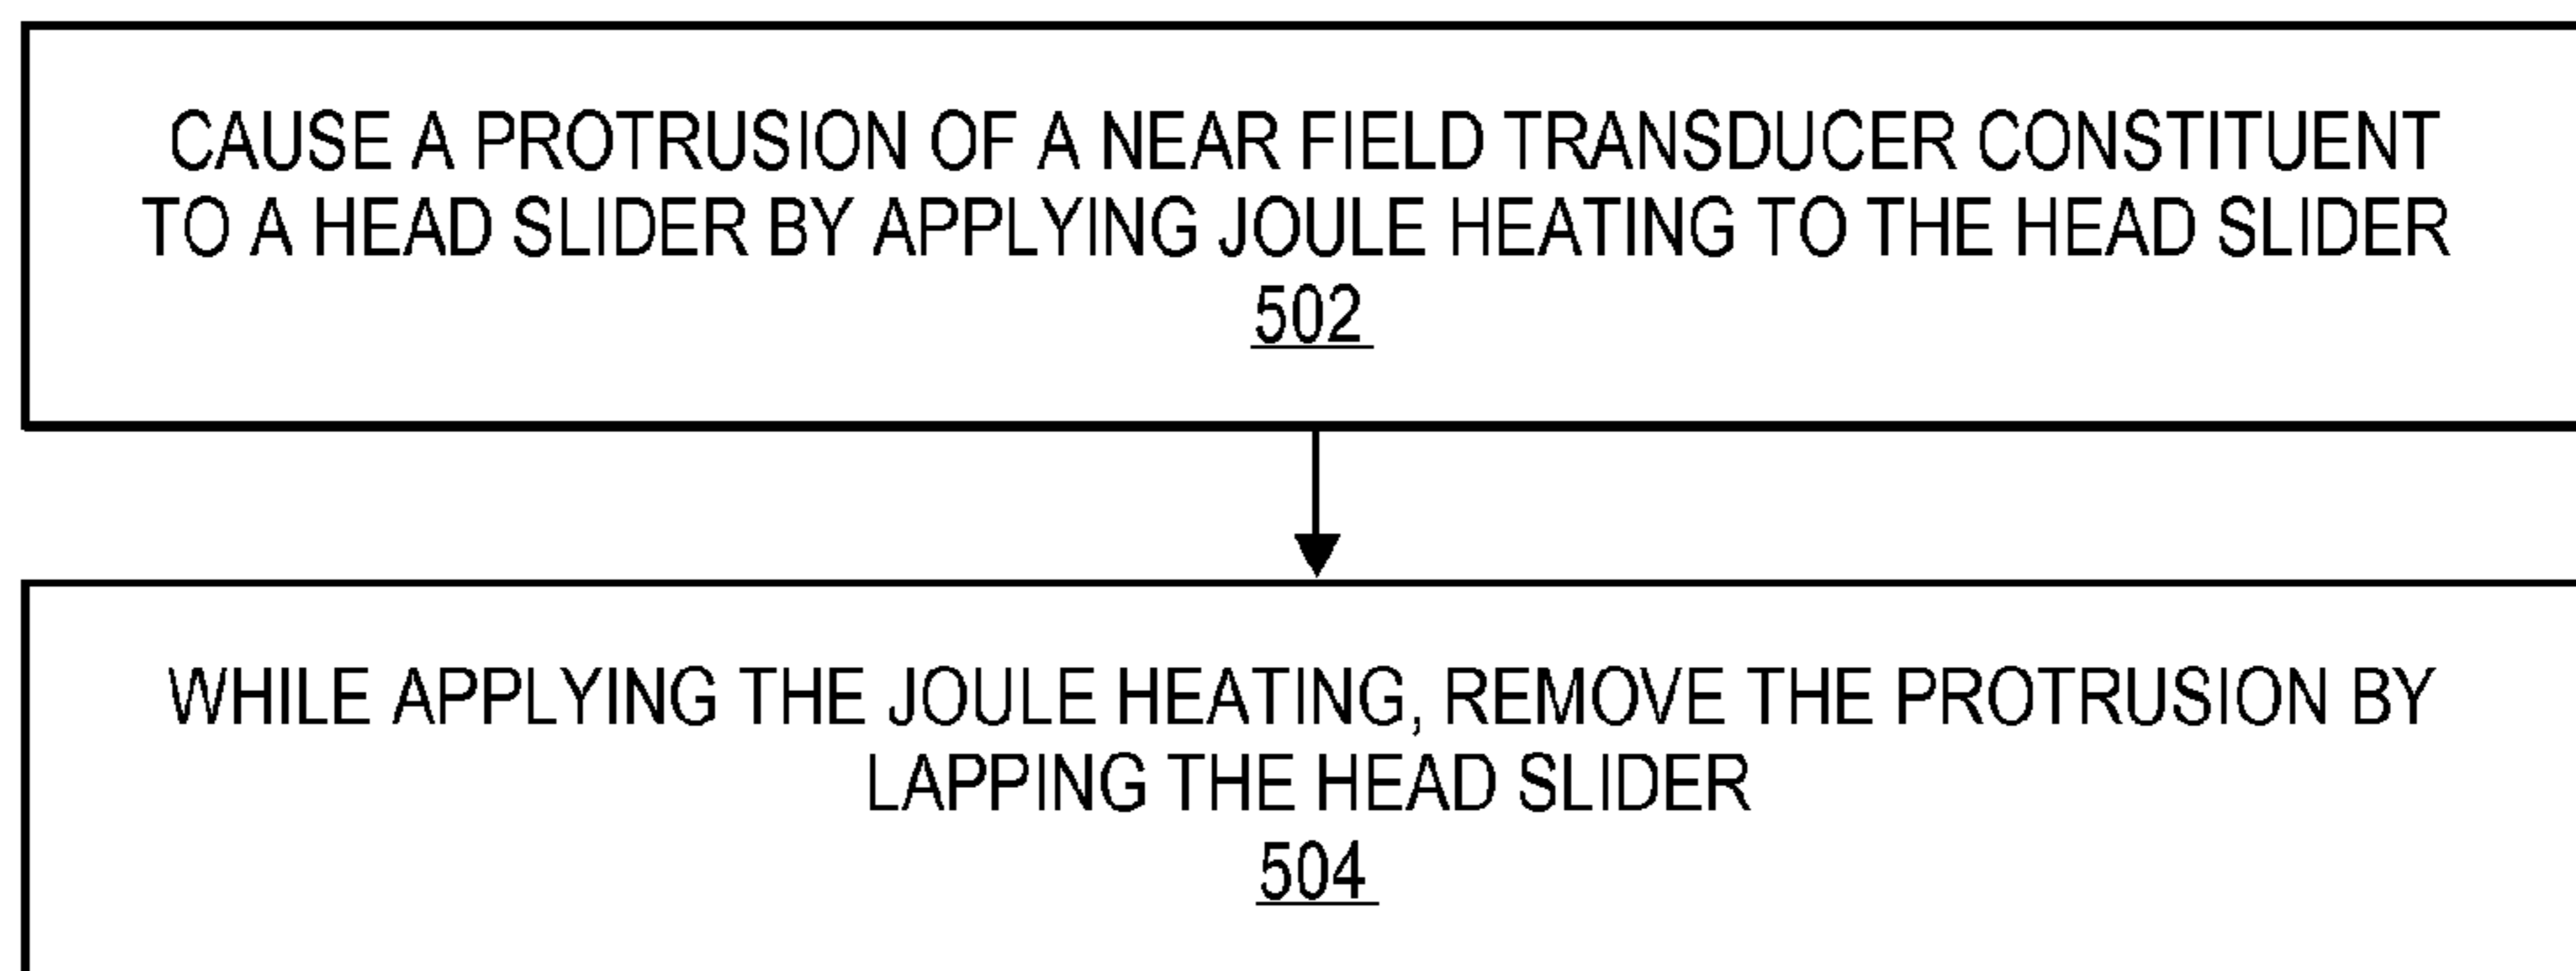 CAUSE A PROTRUSION OF A NEAR FIELD TRANSDUCER CONSTITUENT
TO A HEAD SLIDER BY APPLYING JOULE HEATING TO THE HEAD SLIDER
502
WHILE APPLYING THE JOULE HEATING, REMOVE THE PROTRUSION BY
LAPPING THE HEAD SLIDER
504